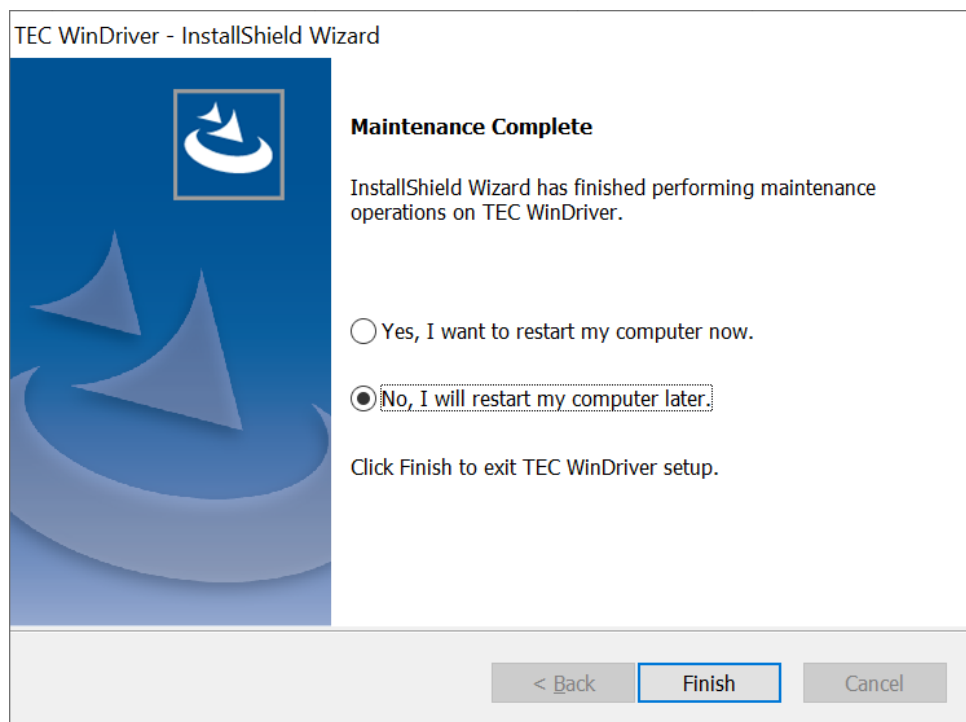 TEC WinDriver - InstallShield Wizard
Maintenance Complete
InstallShield Wizard has finished performing maintenance
operations on TEC WinDriver.
Yes, I want to restart my computer now.
No, I will restart my computer later.
Click Finish to exit TEC WinDriver setup.
< Back
Finish
Cancel